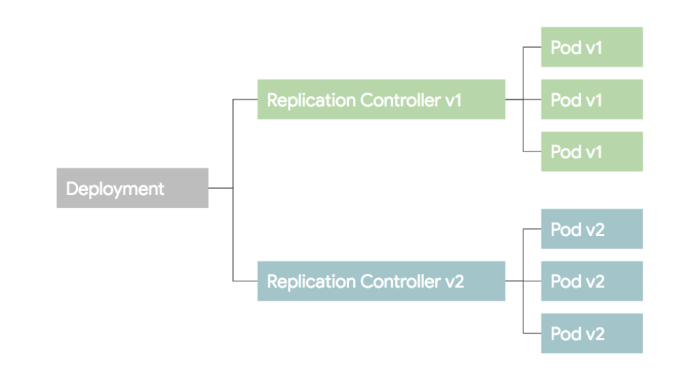 Deployment
Replication Controller v1
Pod v1
Pod v1
Pod v1
Replication Controller v2
Pod v2
Pod v2
Pod v2